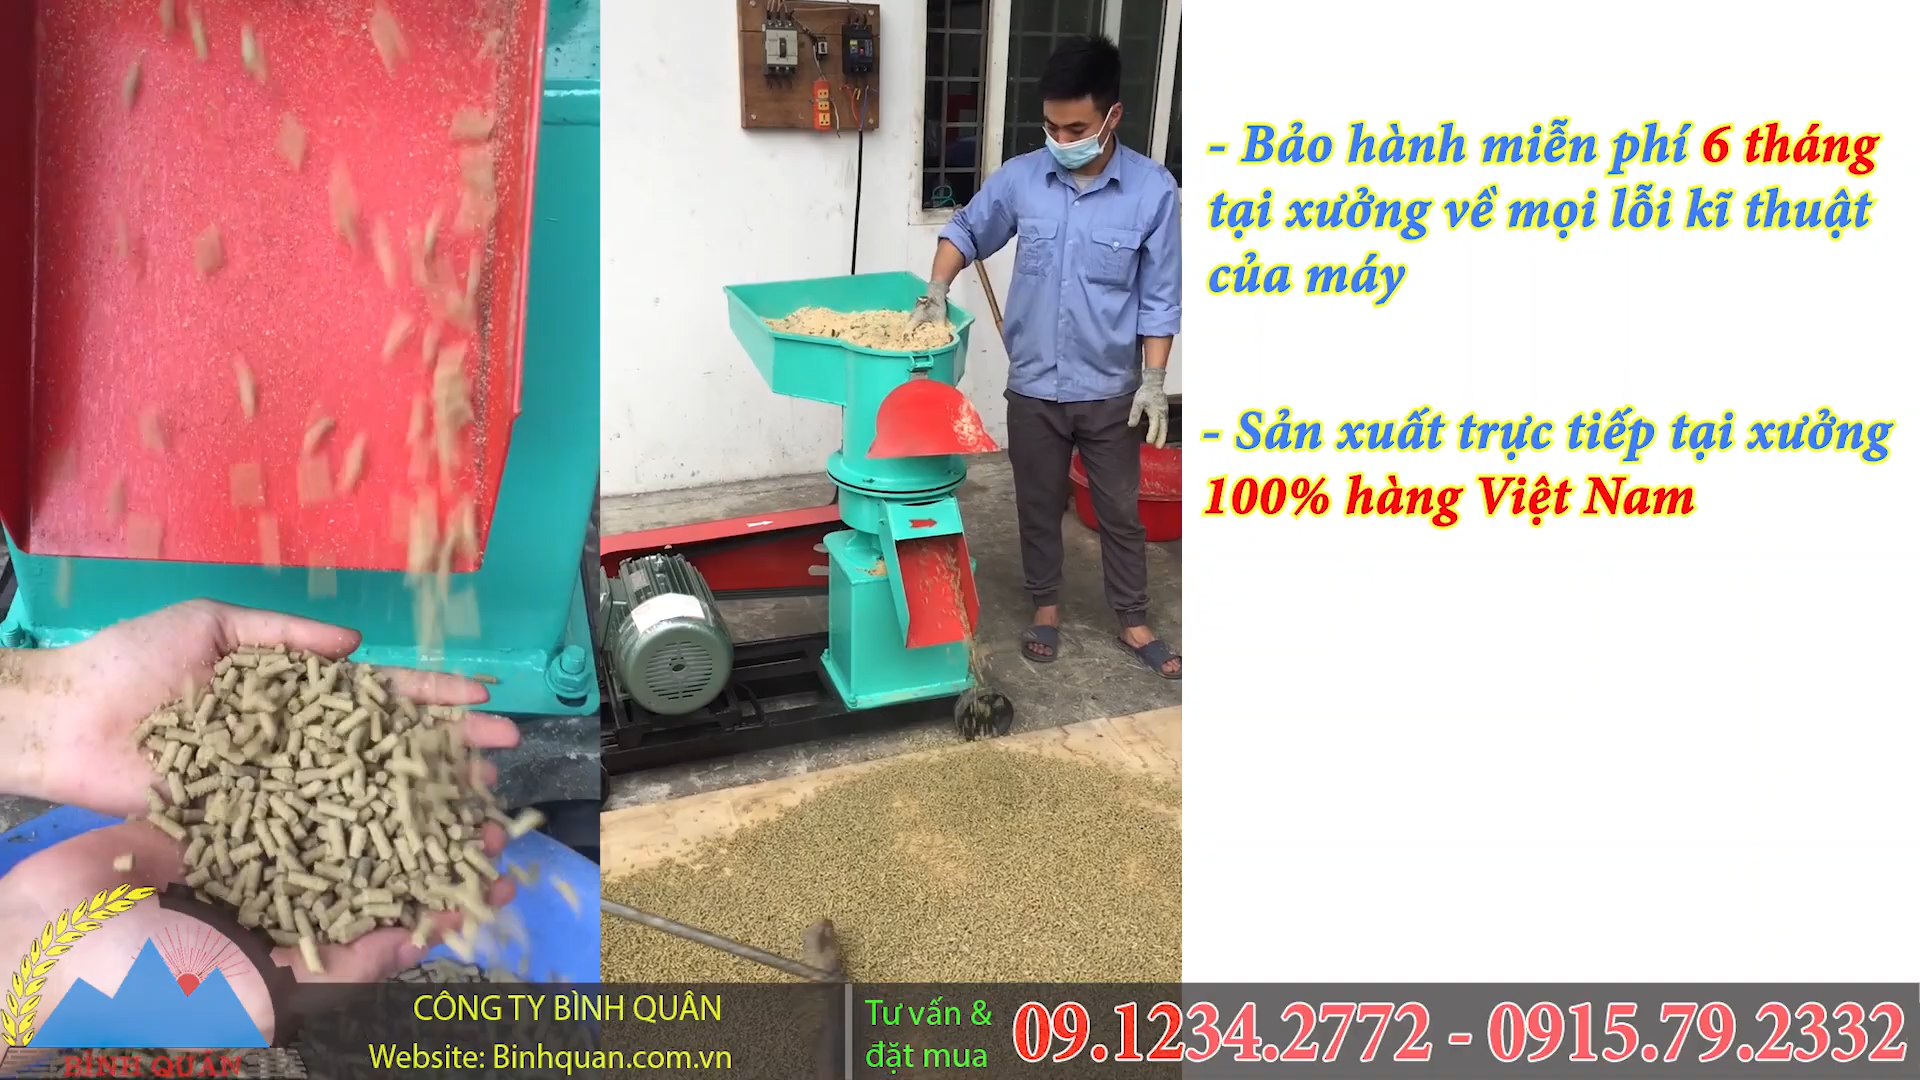 - Bảo hành miễn phí 6 tháng
tại xưởng về mọi lỗi kĩ thuật
của máy
- Sản xuất trực tiếp tại xưởng
100% hàng Việt Nam
BÌNH QUÂN
CÔNG TY BÌNH QUÂN
Website: Binhquan.com.vn
Tư vấn &
đặt mua
09.1234.2772 - 0915.79.2332